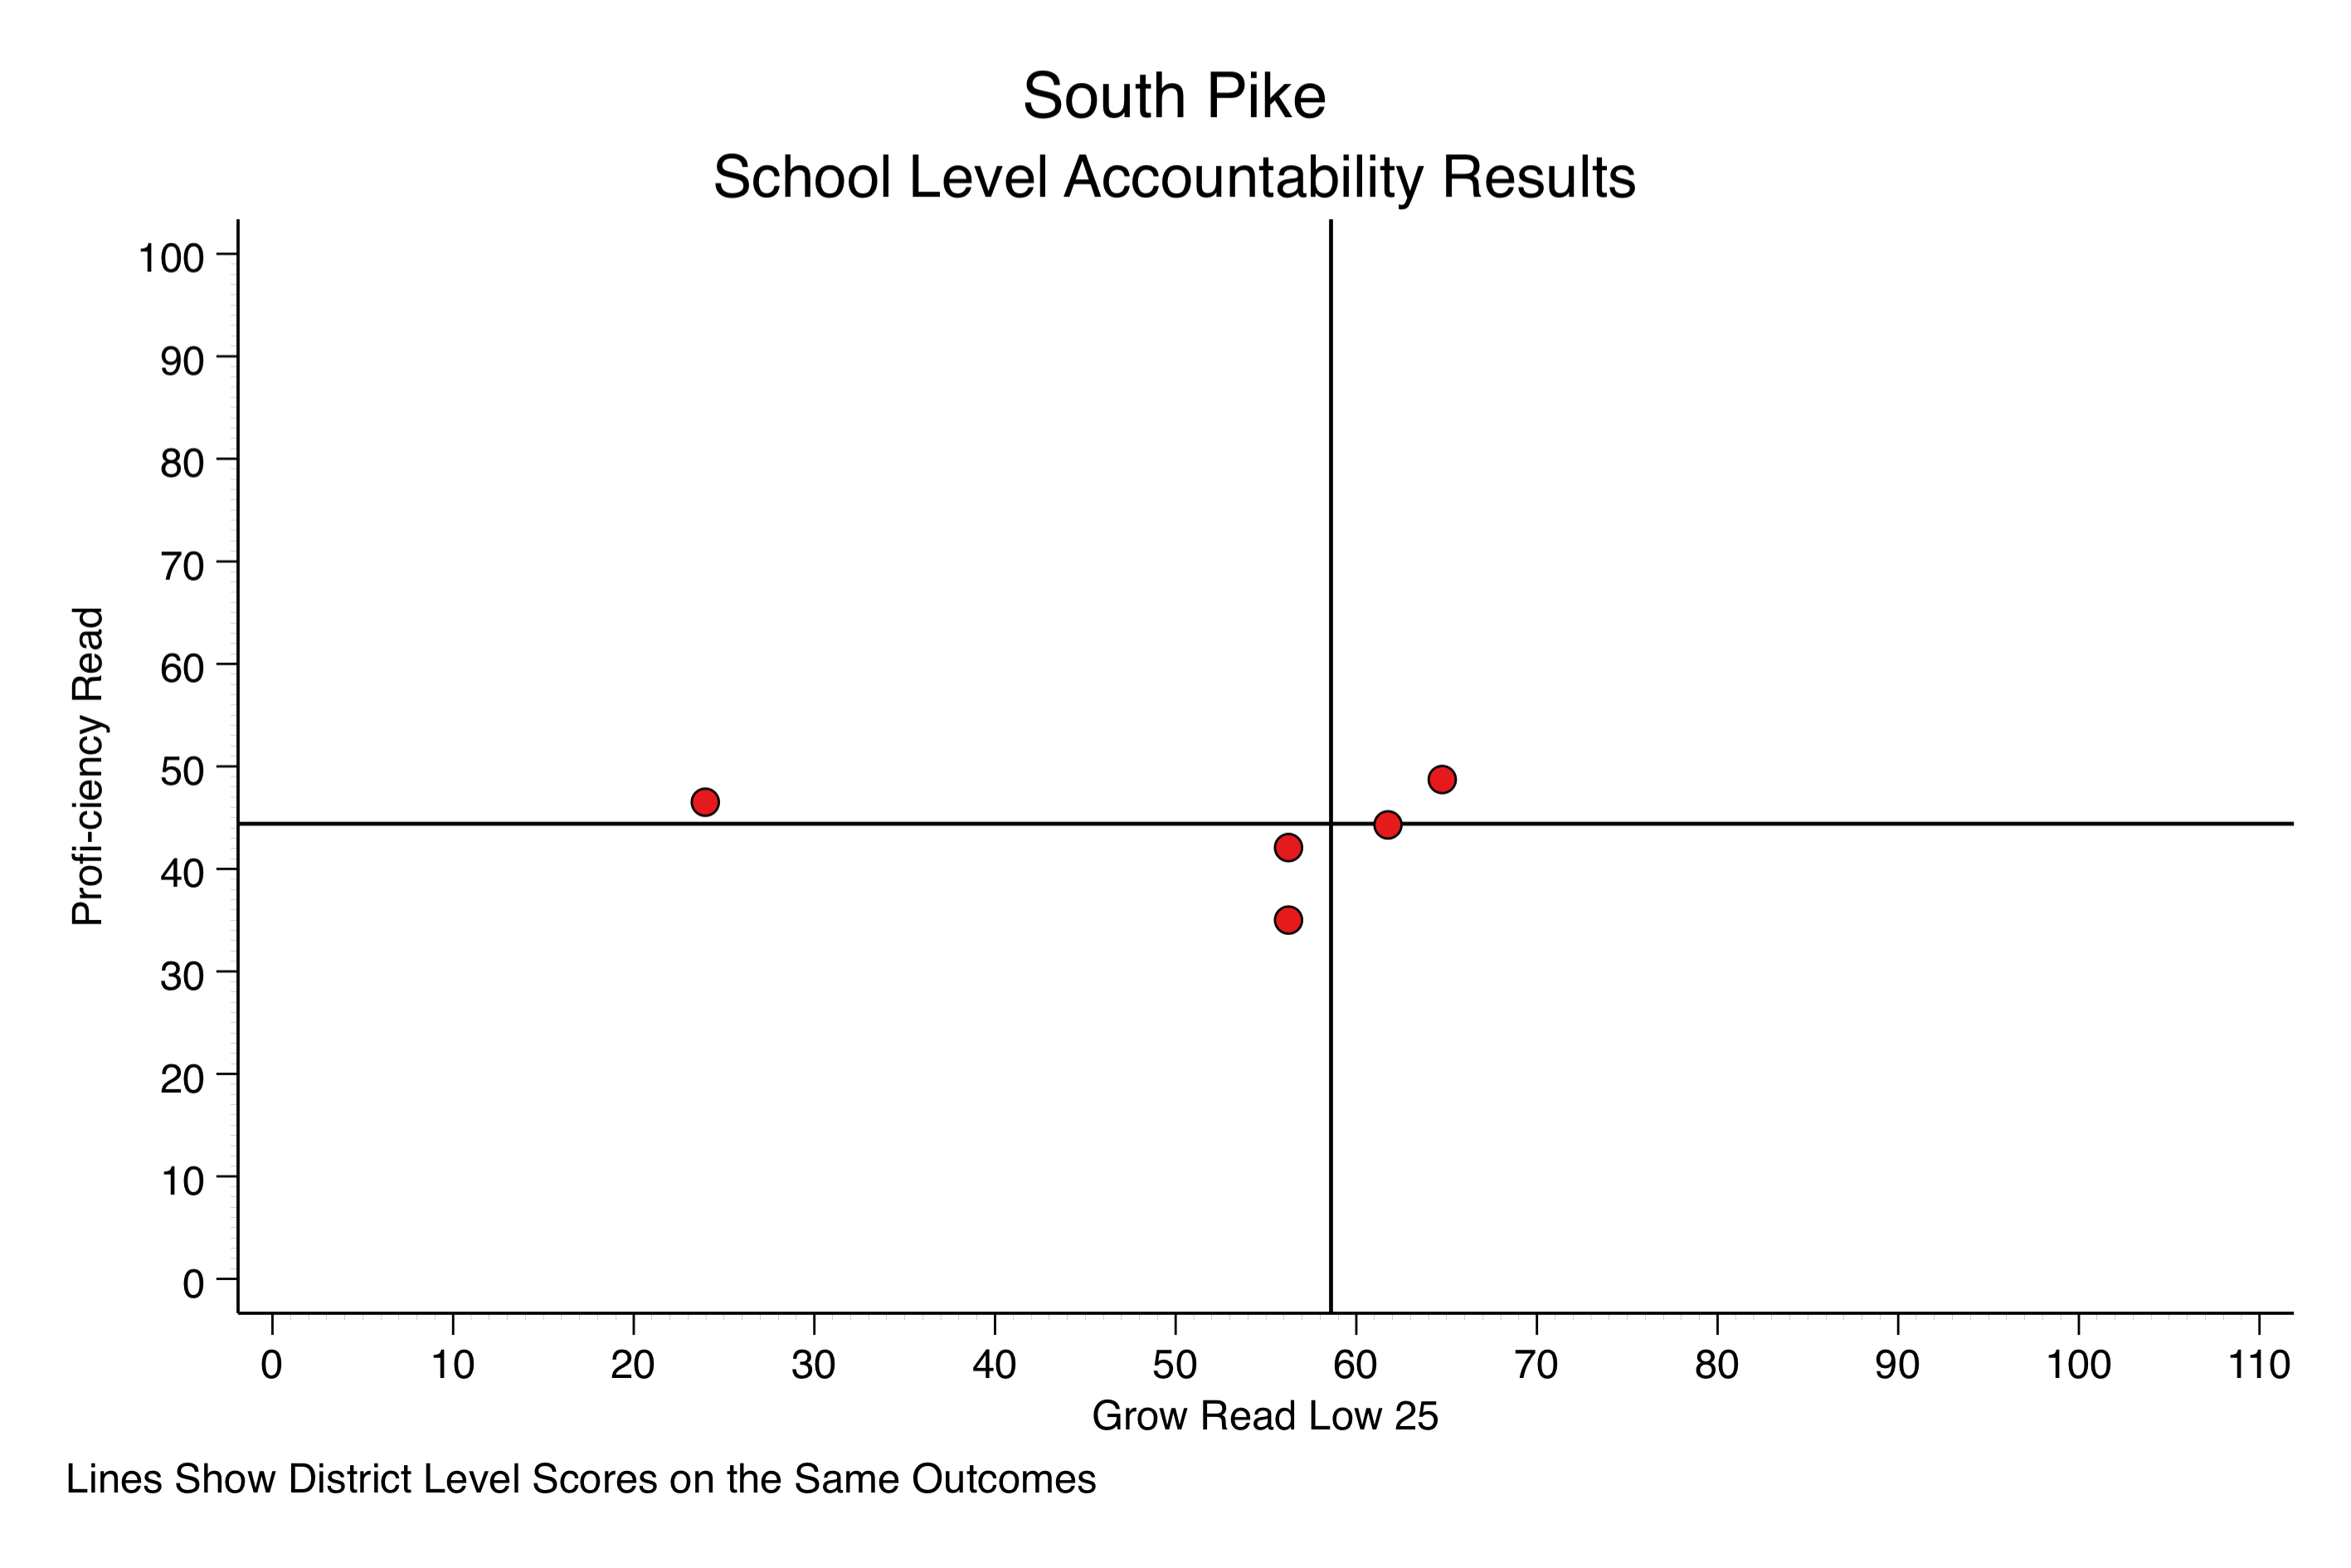 South Pike
School Level Accountability Results
100
90
80
70
60
50
40
30
20
10
0
Profi-ciency Read
0 10 20 30 40 50 60 70 80 90 100 110
Grow Read Low 25
Lines Show District Level Scores on the Same Outcomes